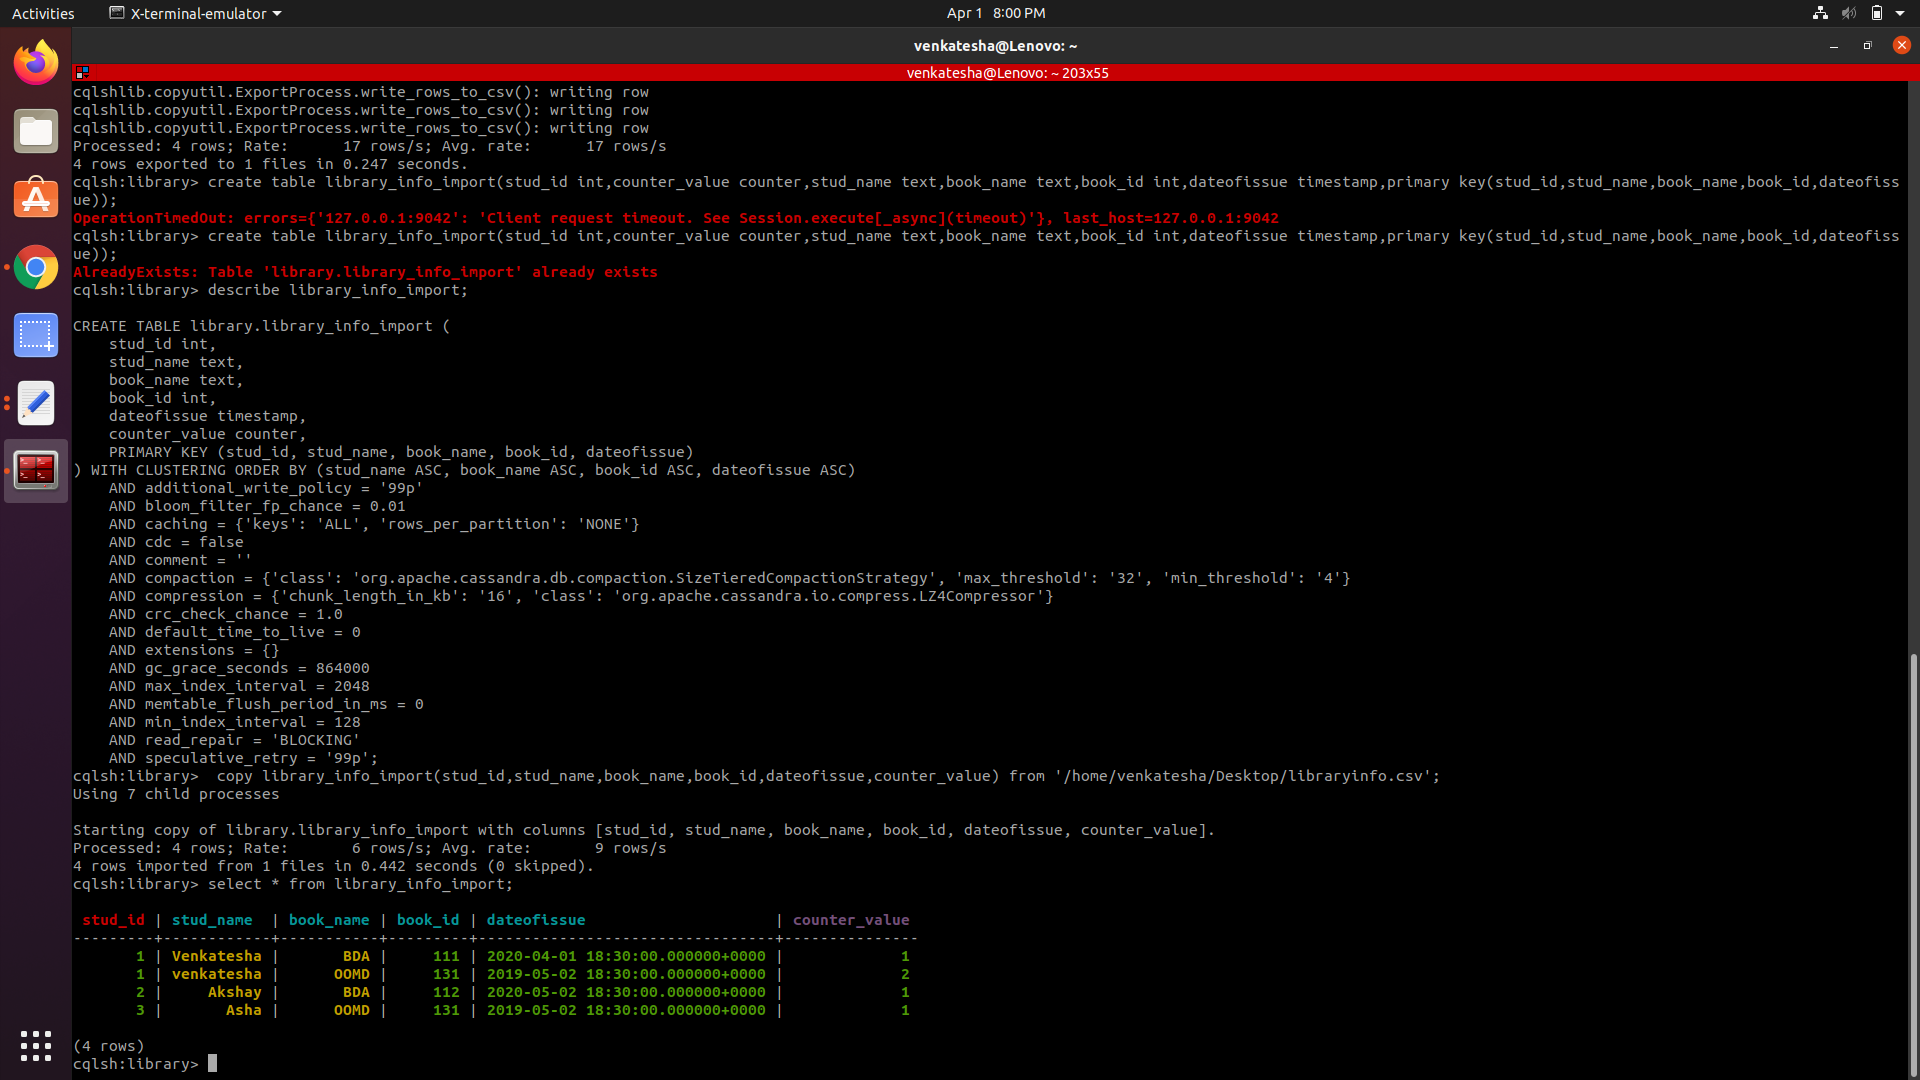 Activities
X-terminal-emulator
Apr 1 8:00 PM
venkatesha@Lenovo: ~
venkatesha@Lenovo: ~ 203x55
cqlshlib.copyutil.ExportProcess.write_rows_to_csv(): writing row
cqlshlib.copyutil.ExportProcess.write_rows_to_csv(): writing row
cqlshlib.copyutil.ExportProcess.write_rows_to_csv(): writing row
Processed: 4 rows; Rate:      17 rows/s; Avg. rate:      17 rows/s
4 rows exported to 1 files in 0.247 seconds.
cqlsh:library> create table library_info_import(stud_id int,counter_value counter,stud_name text,book_name text,book_id int,dateofissue timestamp,primary key(stud_id,stud_name,book_name,book_id,dateofiss
ue));
OperationTimedOut: errors={'127.0.0.1:9042': 'Client request timeout. See Session.execute[_async](timeout)'}, last_host=127.0.0.1:9042
cqlsh:library> create table library_info_import(stud_id int,counter_value counter,stud_name text,book_name text,book_id int,dateofissue timestamp,primary key(stud_id,stud_name,book_name,book_id,dateofiss
ue));
AlreadyExists: Table 'library.library_info_import' already exists
cqlsh:library> describe library_info_import;
CREATE TABLE library.library_info_import (
    stud_id int,
    stud_name text,
    book_name text,
    book_id int,
    dateofissue timestamp,
    counter_value counter,
    PRIMARY KEY (stud_id, stud_name, book_name, book_id, dateofissue)
) WITH CLUSTERING ORDER BY (stud_name ASC, book_name ASC, book_id ASC, dateofissue ASC)
    AND additional_write_policy = '99p'
    AND bloom_filter_fp_chance = 0.01
    AND caching = {'keys': 'ALL', 'rows_per_partition': 'NONE'}
    AND cdc = false
    AND comment = ''
    AND compaction = {'class': 'org.apache.cassandra.db.compaction.SizeTieredCompactionStrategy', 'max_threshold': '32', 'min_threshold': '4'}
    AND compression = {'chunk_length_in_kb': '16', 'class': 'org.apache.cassandra.io.compress.LZ4Compressor'}
    AND crc_check_chance = 1.0
    AND default_time_to_live = 0
    AND extensions = {}
    AND gc_grace_seconds = 864000
    AND max_index_interval = 2048
    AND memtable_flush_period_in_ms = 0
    AND min_index_interval = 128
    AND read_repair = 'BLOCKING'
    AND speculative_retry = '99p';
cqlsh:library>  copy library_info_import(stud_id,stud_name,book_name,book_id,dateofissue,counter_value) from '/home/venkatesha/Desktop/libraryinfo.csv';
Using 7 child processes
Starting copy of library.library_info_import with columns [stud_id, stud_name, book_name, book_id, dateofissue, counter_value].
Processed: 4 rows; Rate:       6 rows/s; Avg. rate:       9 rows/s
4 rows imported from 1 files in 0.442 seconds (0 skipped).
cqlsh:library> select * from library_info_import;
 stud_id | stud_name  | book_name | book_id | dateofissue                     | counter_value
---------+------------+-----------+---------+---------------------------------+---------------
       1 | Venkatesha |       BDA |     111 | 2020-04-01 18:30:00.000000+0000 |             1
       1 | venkatesha |      OOMD |     131 | 2019-05-02 18:30:00.000000+0000 |             2
       2 |     Akshay |       BDA |     112 | 2020-05-02 18:30:00.000000+0000 |             1
       3 |       Asha |      OOMD |     131 | 2019-05-02 18:30:00.000000+0000 |             1
(4 rows)
cqlsh:library>